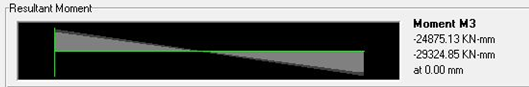 Resultant Moment
Moment M3
-24875.13 KN-mm
-29324.85 KN-mm
at 0.00 mm